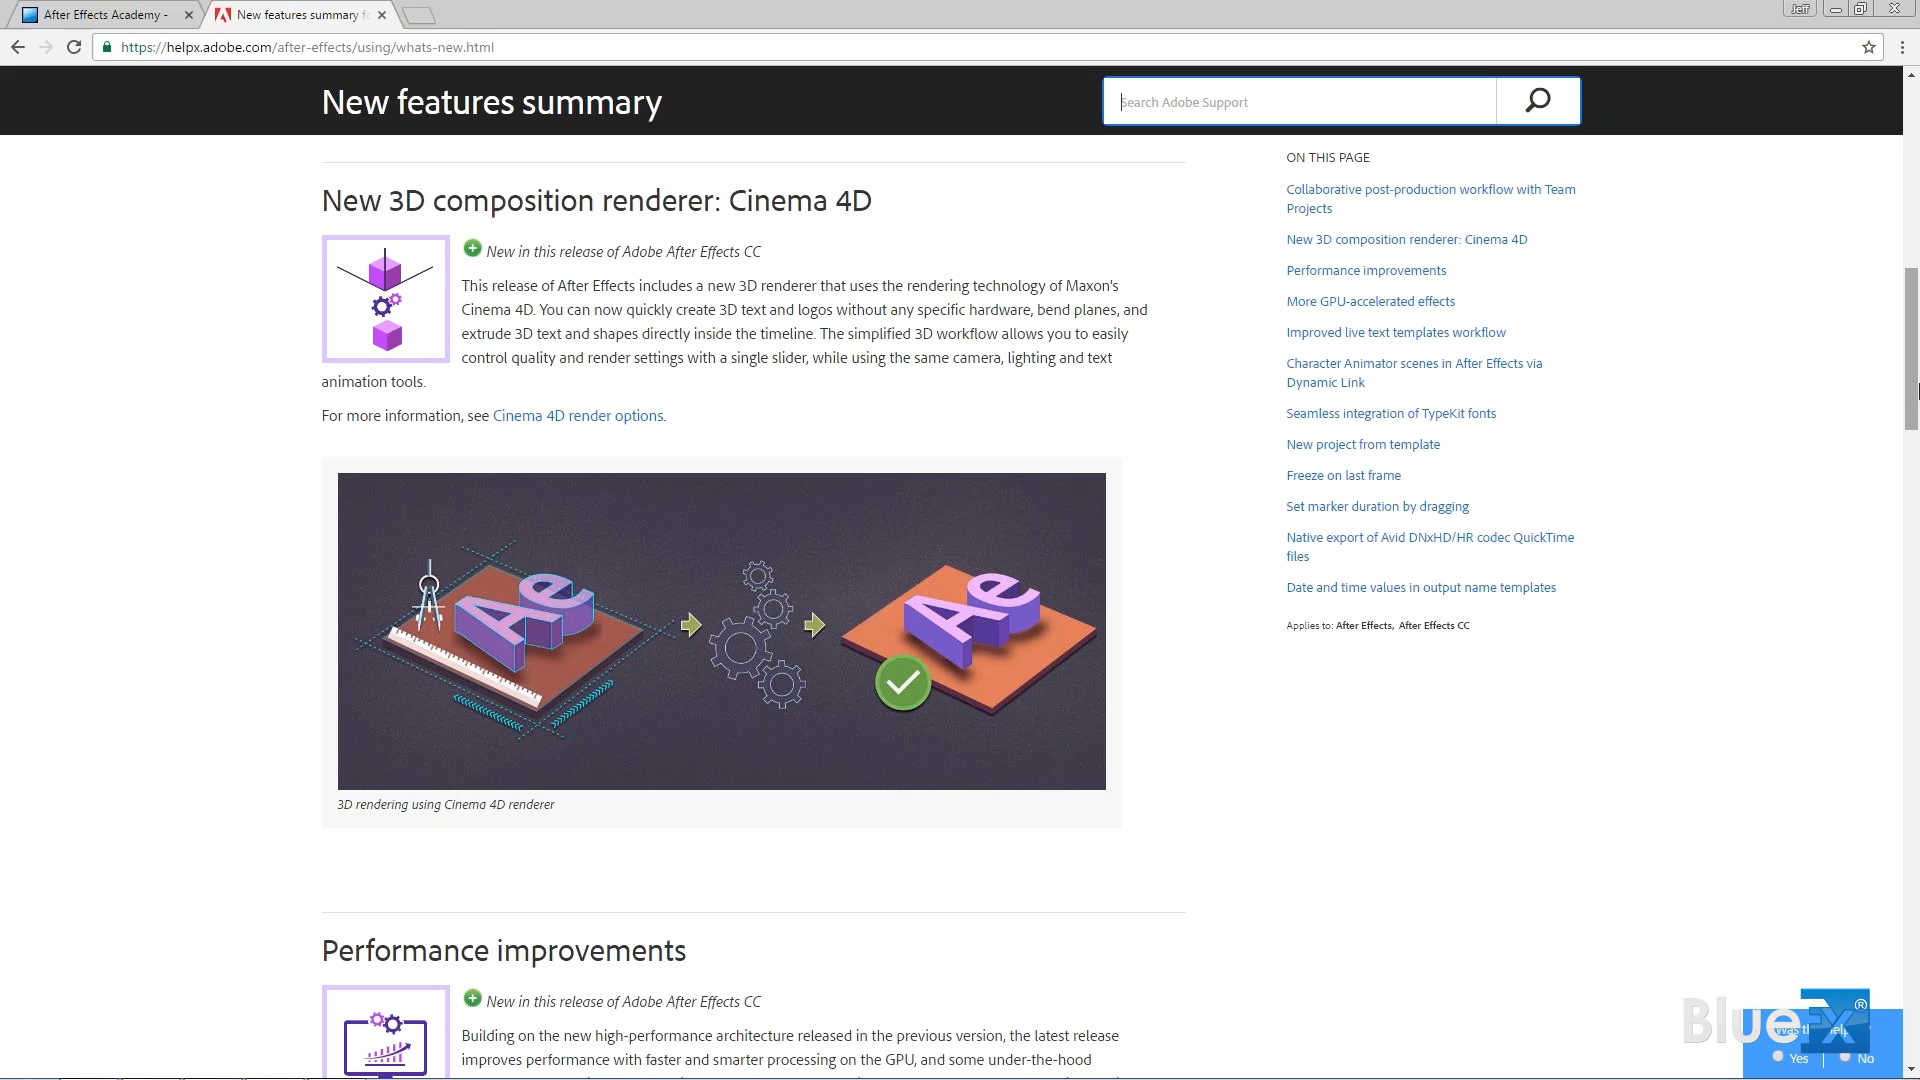 After Effects Academy -
New features summary fo
Jeff
https://helpx.adobe.com/after-effects/using/whats-new.html
New features summary
Search Adobe Support
New 3D composition renderer: Cinema 4D
New in this release of Adobe After Effects CC
This release of After Effects includes a new 3D renderer that uses the rendering technology of Maxon's
Cinema 4D. You can now quickly create 3D text and logos without any specific hardware, bend planes, and
extrude 3D text and shapes directly inside the timeline. The simplified 3D workflow allows you to easily
control quality and render settings with a single slider, while using the same camera, lighting and text
animation tools.
For more information, see Cinema 4D render options.
Ae
Ae
3D rendering using Cinema 4D renderer
Performance improvements
New in this release of Adobe After Effects CC
Building on the new high-performance architecture released in the previous version, the latest release
improves performance with faster and smarter processing on the GPU, and some under-the-hood
ON THIS PAGE
Collaborative post-production workflow with Team
Projects
New 3D composition renderer: Cinema 4D
Performance improvements
More GPU-accelerated effects
Improved live text templates workflow
Character Animator scenes in After Effects via
Dynamic Link
Seamless integration of TypeKit fonts
New project from template
Freeze on last frame
Set marker duration by dragging
Native export of Avid DNxHD/HR codec QuickTime
files
Date and time values in output name templates
Applies to: After Effects, After Effects CC
BlueFX®
Yes
No